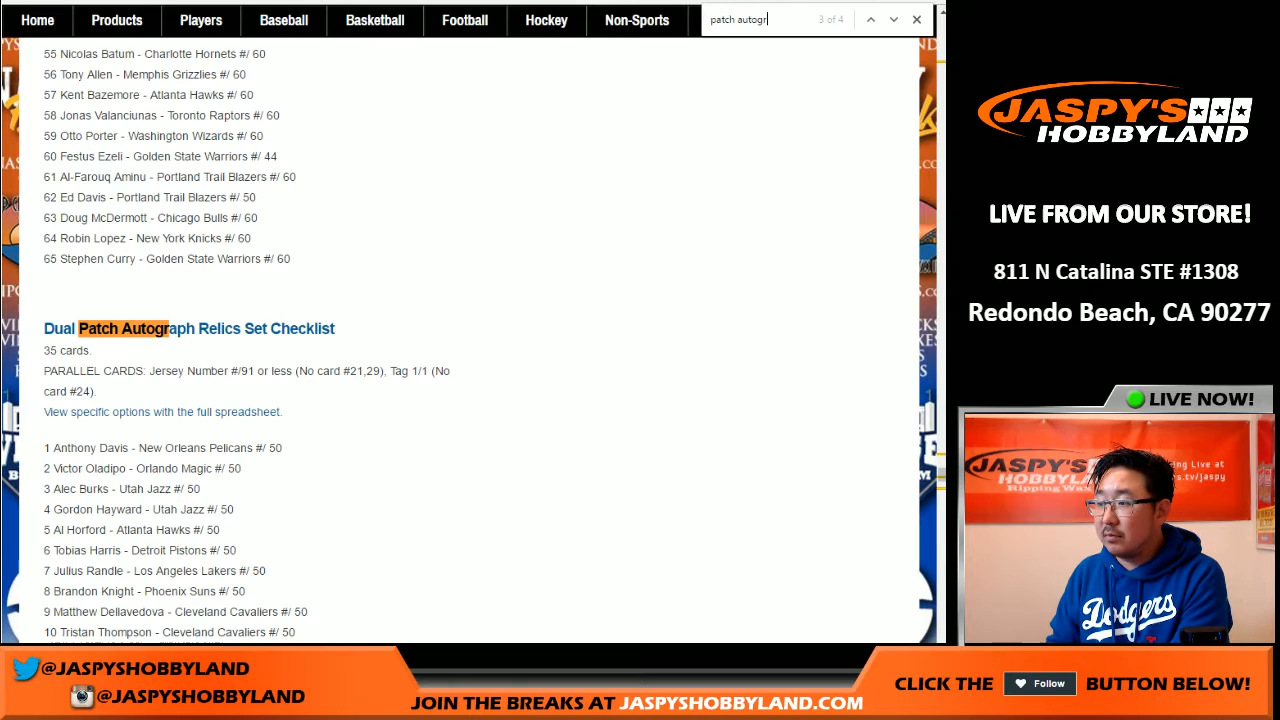 Home Products Players Baseball Basketball Football Hockey Non-Sports
patch autogr 3 of 4
55 Nicolas Batum - Charlotte Hornets #/ 60
56 Tony Allen - Memphis Grizzlies #/ 60
57 Kent Bazemore - Atlanta Hawks #/ 60
58 Jonas Valanciunas - Toronto Raptors #/ 60
59 Otto Porter - Washington Wizards #/ 60
60 Festus Ezeli - Golden State Warriors #/ 44
61 Al-Farouq Aminu - Portland Trail Blazers #/ 60
62 Ed Davis - Portland Trail Blazers #/ 50
63 Doug McDermott - Chicago Bulls #/ 60
64 Robin Lopez - New York Knicks #/ 60
65 Stephen Curry - Golden State Warriors #/ 60
Dual Patch Autograph Relics Set Checklist
35 cards.
PARALLEL CARDS: Jersey Number #/91 or less (No card #21,29), Tag 1/1 (No
card #24).
View specific options with the full spreadsheet.
1 Anthony Davis - New Orleans Pelicans #/ 50
2 Victor Oladipo - Orlando Magic #/ 50
3 Alec Burks - Utah Jazz #/ 50
4 Gordon Hayward - Utah Jazz #/ 50
5 Al Horford - Atlanta Hawks #/ 50
6 Tobias Harris - Detroit Pistons #/ 50
7 Julius Randle - Los Angeles Lakers #/ 50
8 Brandon Knight - Phoenix Suns #/ 50
9 Matthew Dellavedova - Cleveland Cavaliers #/ 50
10 Tristan Thompson - Cleveland Cavaliers #/ 50
JASPY'S
HOBBYLAND
LIVE FROM OUR STORE!
811 N Catalina STE #1308
Redondo Beach, CA 90277
LIVE NOW!
JASPY'S
HOBBYLAND
Ripping Wax
Live at
.tv/jaspy
Dodgers
@JASPYSHOBBYLAND
@JASPYSHOBBYLAND
JOIN THE BREAKS AT JASPYSHOBBYLAND.COM
CLICK THE Follow BUTTON BELOW!